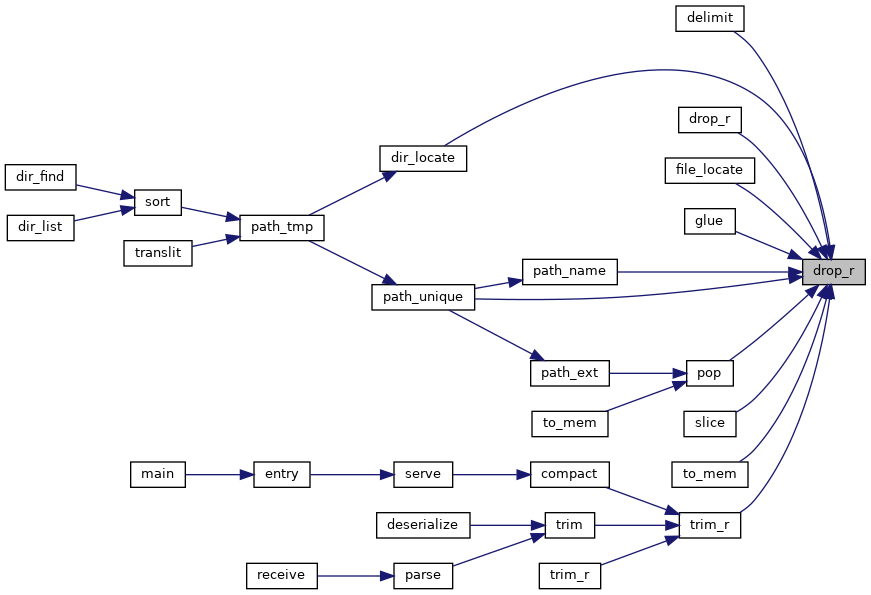 delimit
drop_r
dir_locate
file_locate
dir_find
sort
glue
dir_list
path_tmp
translit
path_name
drop_r
path_unique
path_ext
pop
to_mem
slice
main
entry
serve
compact
to_mem
deserialize
trim
trim_r
receive
parse
trim_r